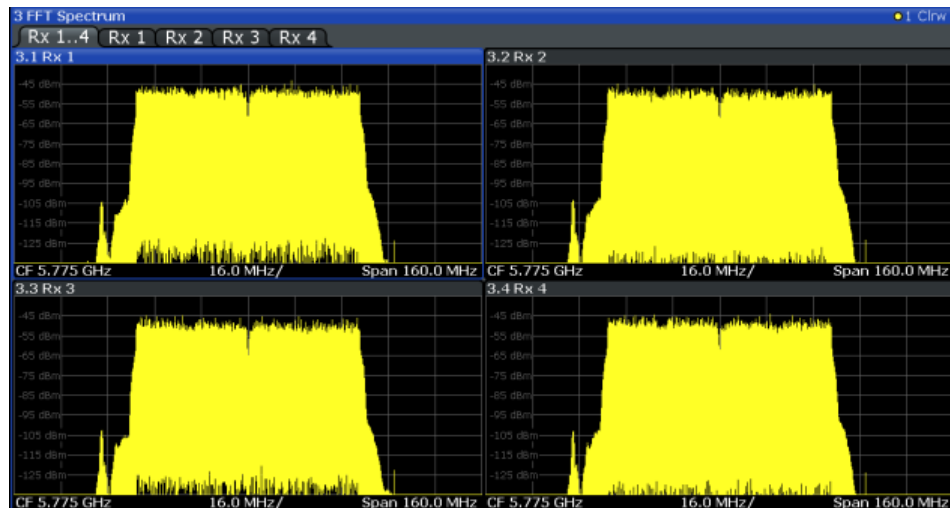 3 FFT Spectrum
1 Clrw
Rx 1..4 Rx 1 Rx 2 Rx 3 Rx 4
3.1 Rx 1
-45 dBm
-55 dBm
-65 dBm
-75 dBm
-85 dBm
-95 dBm
-105 dBm
-115 dBm
-125 dBm
CF 5.775 GHz 16.0 MHz/ Span 160.0 MHz
3.2 Rx 2
-45 dBm
-55 dBm
-65 dBm
-75 dBm
-85 dBm
-95 dBm
-105 dBm
-115 dBm
-125 dBm
CF 5.775 GHz 16.0 MHz/ Span 160.0 MHz
3.3 Rx 3
-45 dBm
-55 dBm
-65 dBm
-75 dBm
-85 dBm
-95 dBm
-105 dBm
-115 dBm
-125 dBm
CF 5.775 GHz 16.0 MHz/ Span 160.0 MHz
3.4 Rx 4
-45 dBm
-55 dBm
-65 dBm
-75 dBm
-85 dBm
-95 dBm
-105 dBm
-115 dBm
-125 dBm
CF 5.775 GHz 16.0 MHz/ Span 160.0 MHz